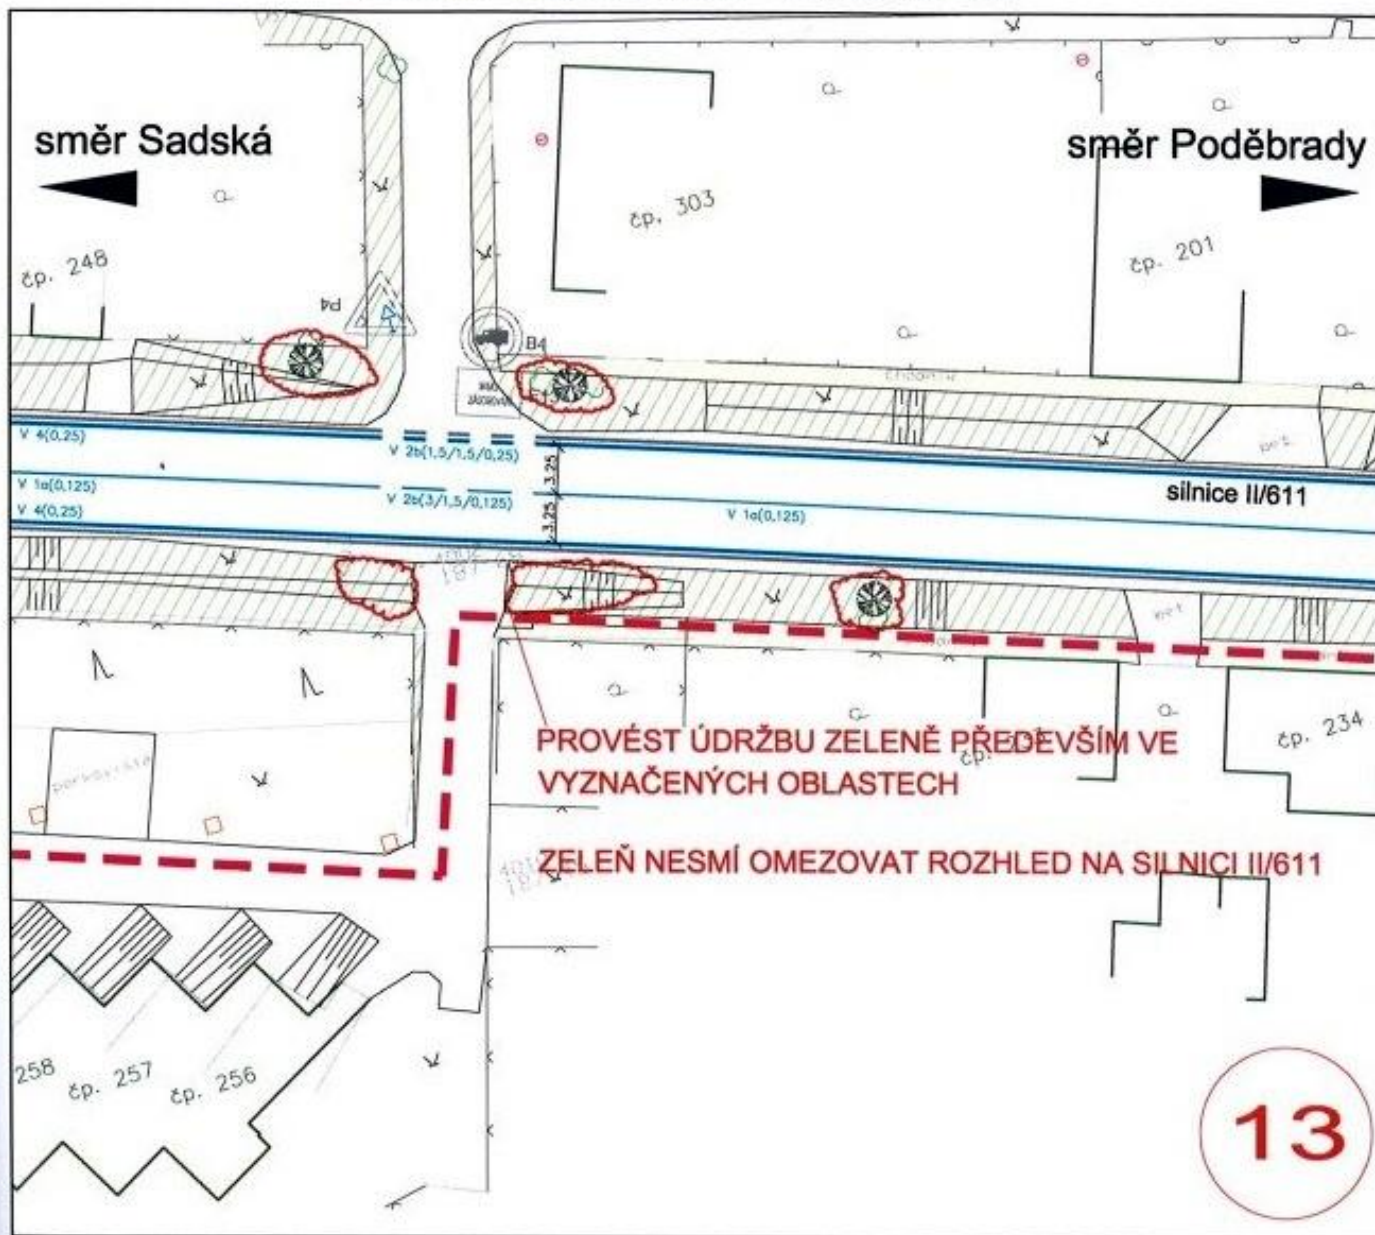 směr Sadská
směr Poděbrady
čp. 303
čp. 201
čp. 248
P4
B4
chodník
V 4(0,25)
V 2b(1,5/1,5/0,25)
3,25
V 1a(0,125)
V 2b(3/1,5/0,125)
V 1a(0,125)
silnice II/611
V 4(0,25)
3,25
PROVÉST ÚDRŽBU ZELENĚ PŘEDEVŠÍM VE
VYZNAČENÝCH OBLASTECH
čp. 234
ZELEŇ NESMÍ OMEZOVAT ROZHLED NA SILNICI II/611
258
čp. 257
čp. 256
13